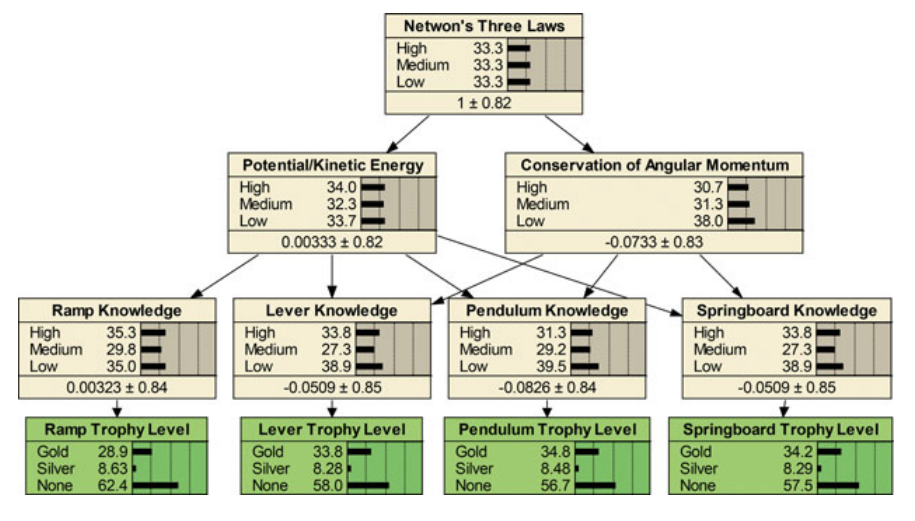 Netwon's Three Laws
High 33.3
Medium 33.3
Low 33.3
1 ± 0.82
Potential/Kinetic Energy
High 34.0
Medium 32.3
Low 33.7
0.00333 ± 0.82
Conservation of Angular Momentum
High 30.7
Medium 31.3
Low 38.0
-0.0733 ± 0.83
Ramp Knowledge
High 35.3
Medium 29.8
Low 35.0
0.00323 ± 0.84
Lever Knowledge
High 33.8
Medium 27.3
Low 38.9
-0.0509 ± 0.85
Pendulum Knowledge
High 31.3
Medium 29.2
Low 39.5
-0.0826 ± 0.84
Springboard Knowledge
High 33.8
Medium 27.3
Low 38.9
-0.0509 ± 0.85
Ramp Trophy Level
Gold 28.9
Silver 8.63
None 62.4
Lever Trophy Level
Gold 33.8
Silver 8.28
None 58.0
Pendulum Trophy Level
Gold 34.8
Silver 8.48
None 56.7
Springboard Trophy Level
Gold 34.2
Silver 8.29
None 57.5